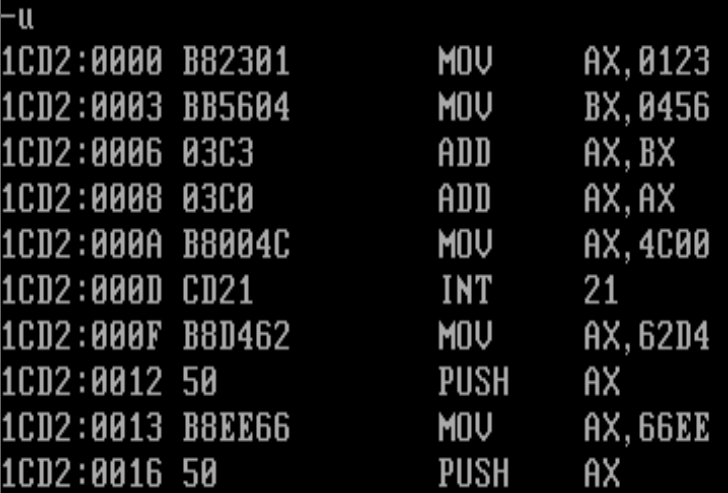 -u
1CD2:0000 B82301 MOV AX,0123
1CD2:0003 BB5604 MOV BX,0456
1CD2:0006 03C3 ADD AX,BX
1CD2:0008 03C0 ADD AX,AX
1CD2:000A B8004C MOV AX,4C00
1CD2:000D CD21 INT 21
1CD2:000F B8D462 MOV AX,62D4
1CD2:0012 50 PUSH AX
1CD2:0013 B8EE66 MOV AX,66EE
1CD2:0016 50 PUSH AX